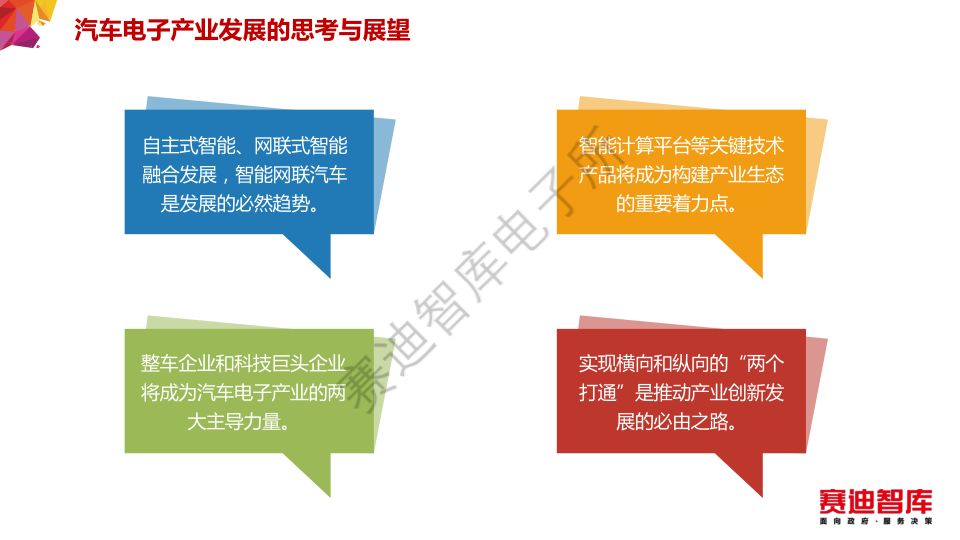 汽车电子产业发展的思考与展望
自主式智能、网联式智能
融合发展，智能网联汽车
是发展的必然趋势。
智能计算平台等关键技术
产品将成为构建产业生态
的重要着力点。
整车企业和科技巨头企业
将成为汽车电子产业的两
大主导力量。
实现横向和纵向的“两个
打通”是推动产业创新发
展的必由之路。
赛迪智库电子所
赛迪智库
面向政府·服务决策